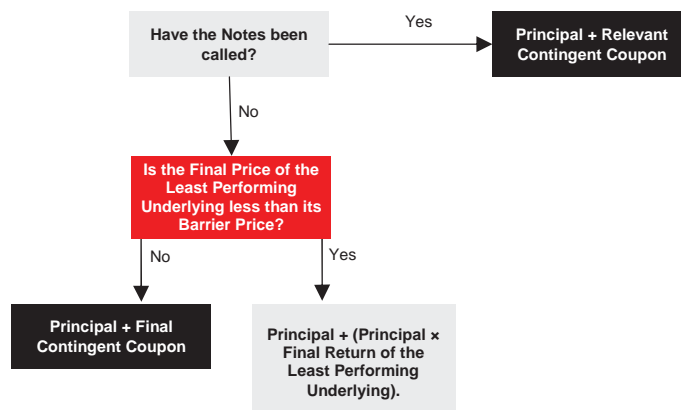 Have the Notes been
called?
Yes
Principal + Relevant
Contingent Coupon
No
Is the Final Price of the
Least Performing
Underlying less than its
Barrier Price?
No
Yes
Principal + Final
Contingent Coupon
Principal + (Principal ×
Final Return of the
Least Performing
Underlying).